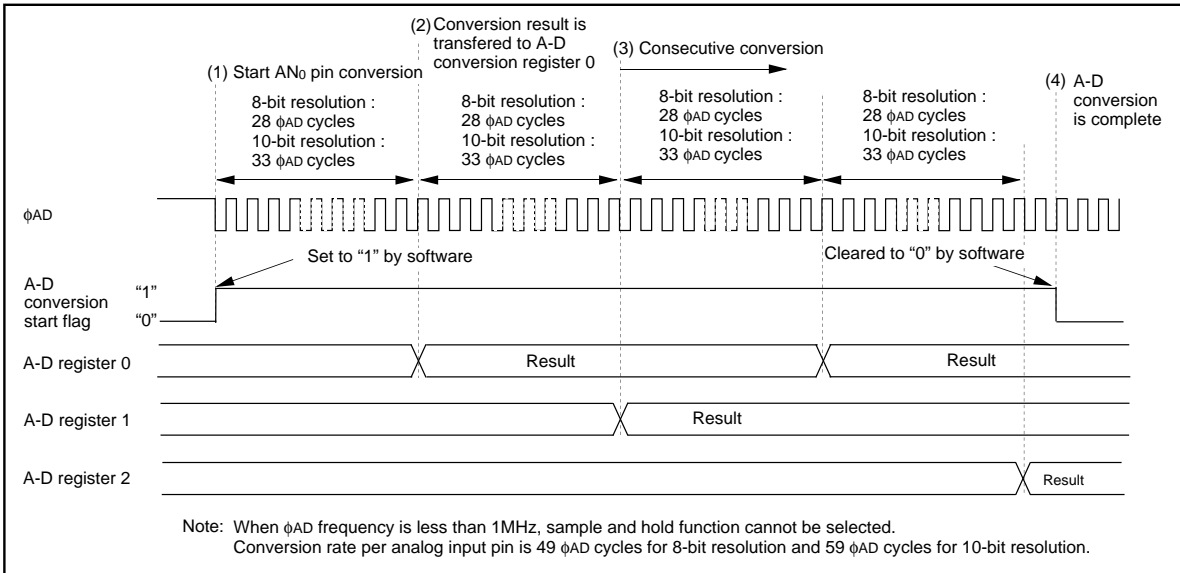 (1) Start AN0 pin conversion
(2) Conversion result is
transfered to A-D
conversion register 0
(3) Consecutive conversion
(4) A-D
conversion
is complete
8-bit resolution :
28 ϕAD cycles
10-bit resolution :
33 ϕAD cycles
8-bit resolution :
28 ϕAD cycles
10-bit resolution :
33 ϕAD cycles
8-bit resolution :
28 ϕAD cycles
10-bit resolution :
33 ϕAD cycles
8-bit resolution :
28 ϕAD cycles
10-bit resolution :
33 ϕAD cycles
ϕAD
Set to “1” by software
Cleared to “0” by software
A-D
conversion
start flag
“1”
“0”
A-D register 0
Result
Result
A-D register 1
Result
A-D register 2
Result
Note: When ϕAD frequency is less than 1MHz, sample and hold function cannot be selected.
Conversion rate per analog input pin is 49 ϕAD cycles for 8-bit resolution and 59 ϕAD cycles for 10-bit resolution.